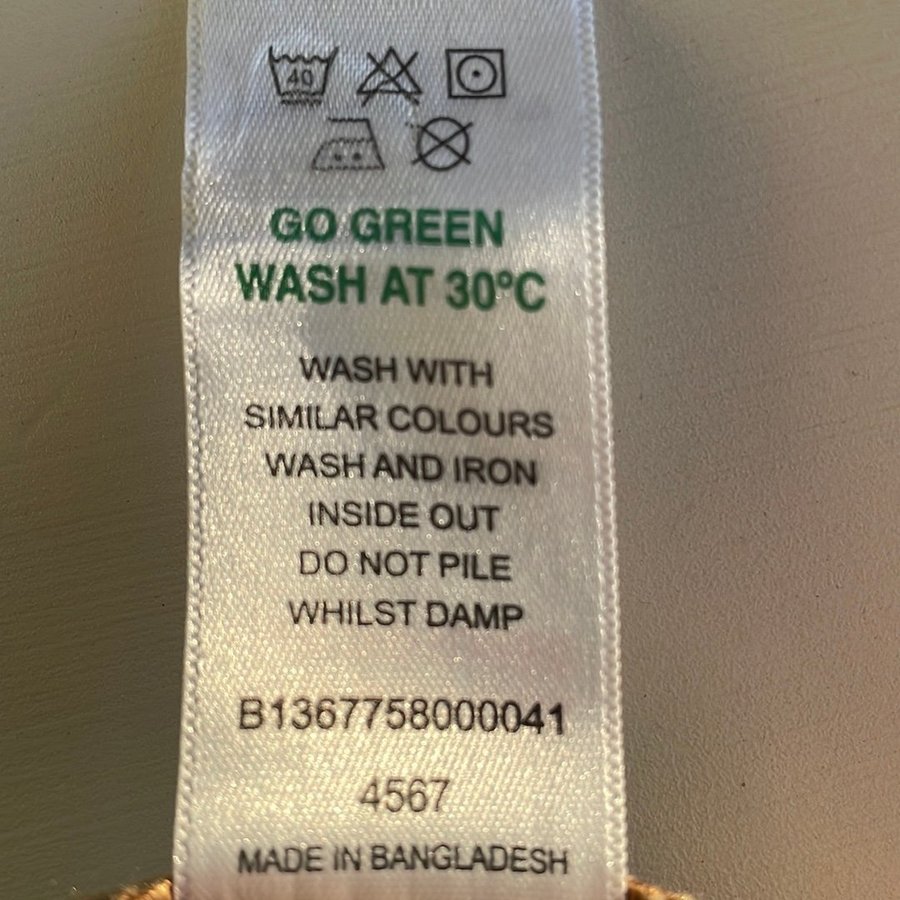 40
GO GREEN
WASH AT 30°C
WASH WITH
SIMILAR COLOURS
WASH AND IRON
INSIDE OUT
DO NOT PILE
WHILST DAMP
B1367758000041
4567
MADE IN BANGLADESH